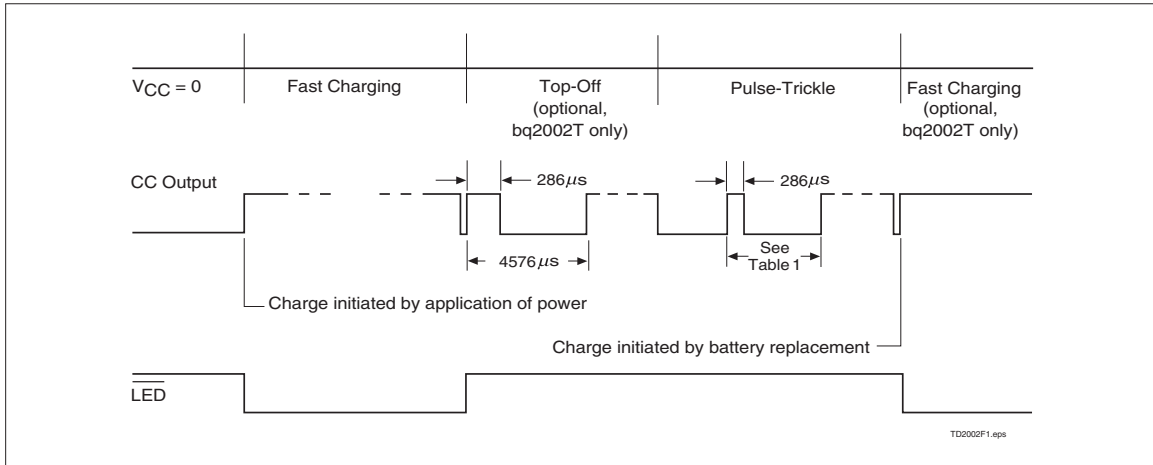 VCC = 0
Fast Charging
Top-Off
(optional,
bq2002T only)
Pulse-Trickle
Fast Charging
(optional,
bq2002T only)
CC Output
286µs
286µs
4576µs
See
Table 1
Charge initiated by application of power
Charge initiated by battery replacement
LED
TD2002F1.eps